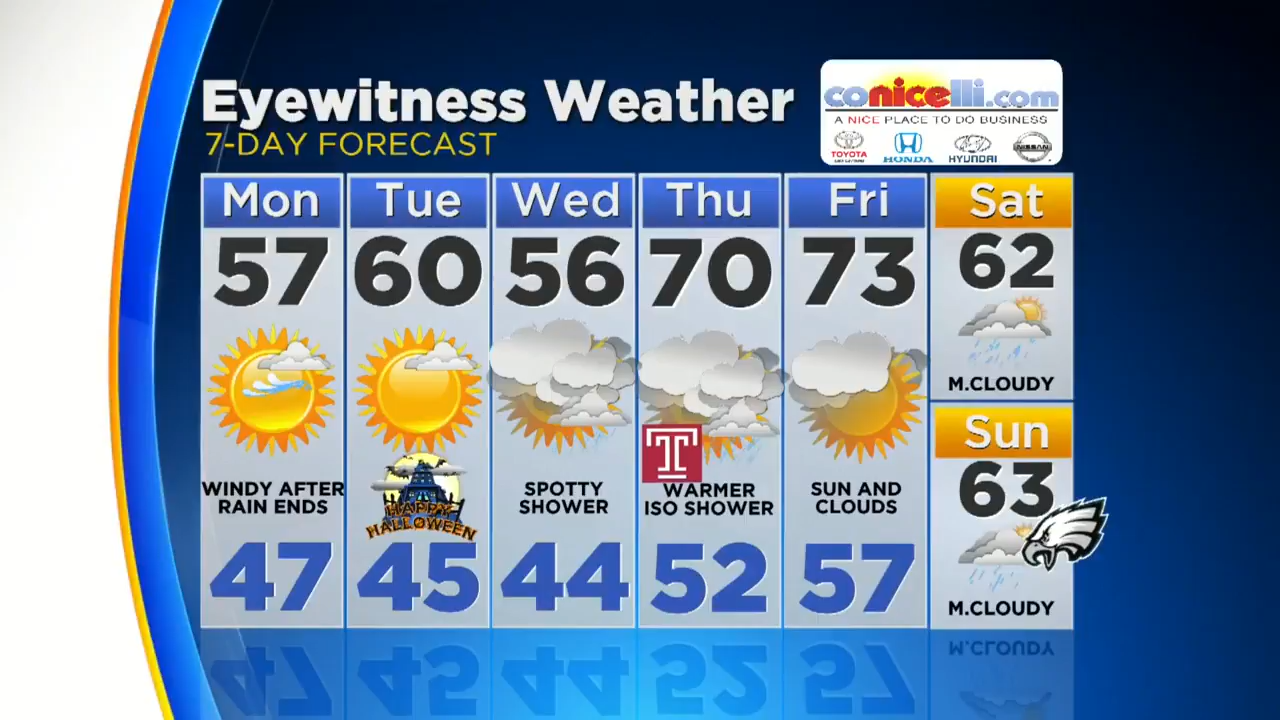 Eyewitness Weather
7-DAY FORECAST
conicelli.com
A NICE PLACE TO DO BUSINESS
TOYOTA HONDA HYUNDAI NISSAN
Mon Tue Wed Thu Fri Sat
57 60 56 70 73 62
M.CLOUDY
Sun
63
T
WINDY AFTER
RAIN ENDS
HAPPY
HALLOWEEN
SPOTTY
SHOWER
WARMER
ISO SHOWER
SUN AND
CLOUDS
47 45 44 52 57
M.CLOUDY